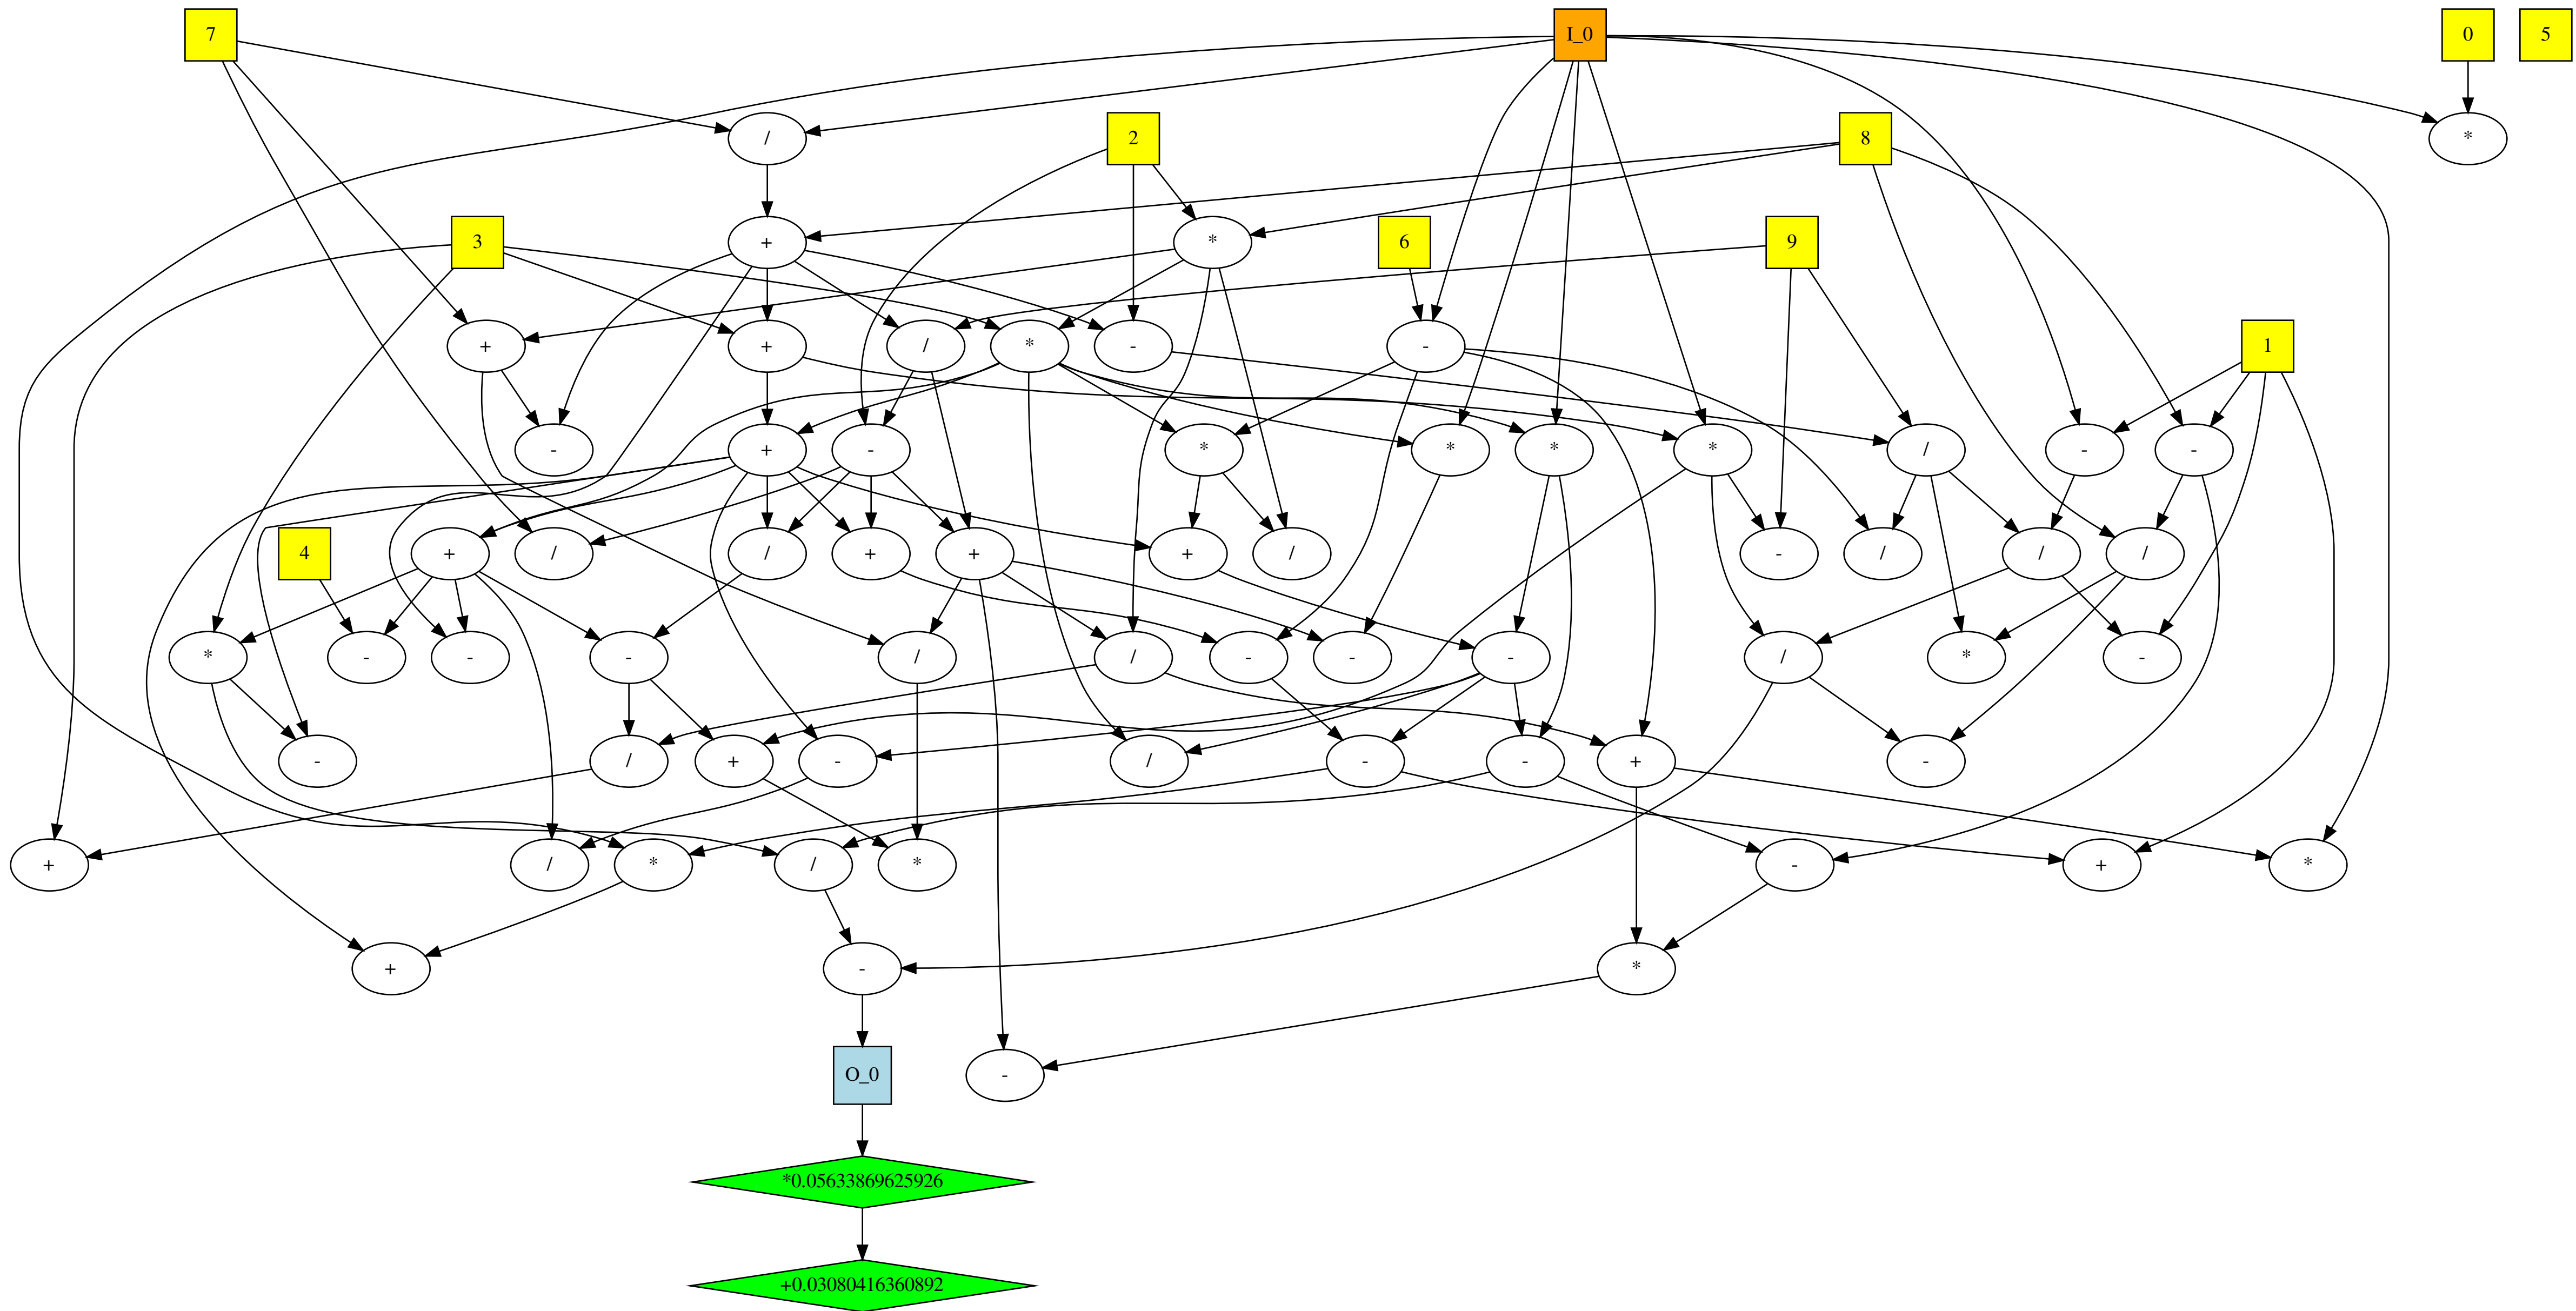 7 I_0 0 5
/ 2 8 *
3 + * 6 9
+ + / * - - 1
- + - * * * * / - -
4 + / / + + + / - / / /
* - - - / / - - - / * -
- / + - / - - + -
+ / * / * - + *
+ - *
O_0 -
*0.05633869625926
+0.03080416360892